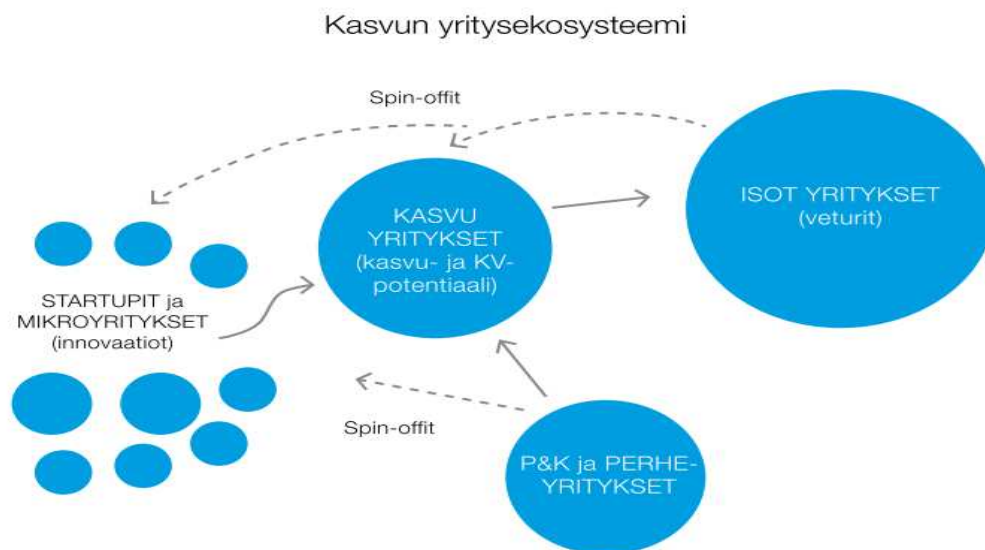 Kasvun yritysekosysteemi
Spin-offit
ISOT YRITYKSET
(veturit)
KASVU
YRITYKSET
(kasvu- ja KV-
potentiaali)
STARTUPIT ja
MIKROYRITYKSET
(innovaatiot)
Spin-offit
P&K ja PERHE-
YRITYKSET